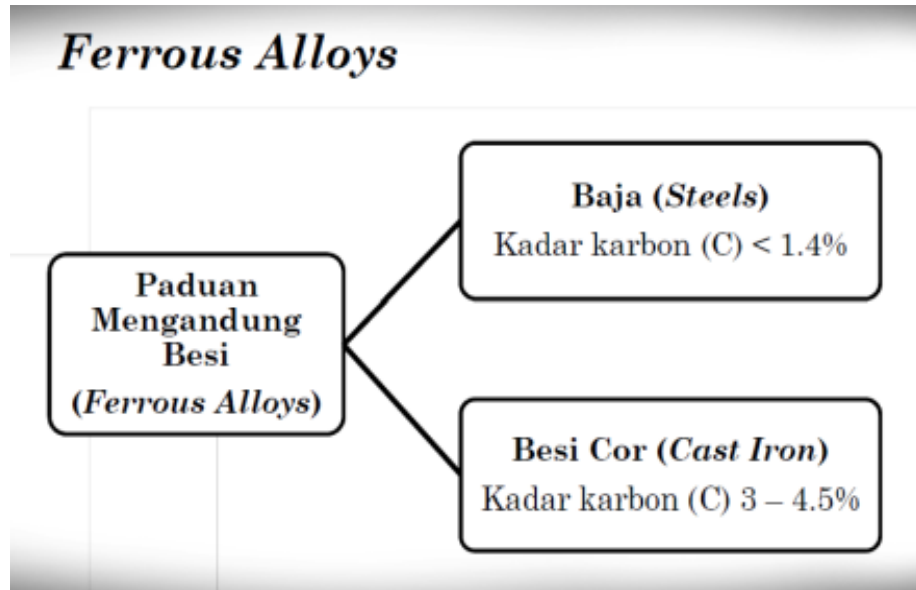 Ferrous Alloys
Paduan
Mengandung
Besi
(Ferrous Alloys)
Baja (Steels)
Kadar karbon (C) < 1.4%
Besi Cor (Cast Iron)
Kadar karbon (C) 3 – 4.5%